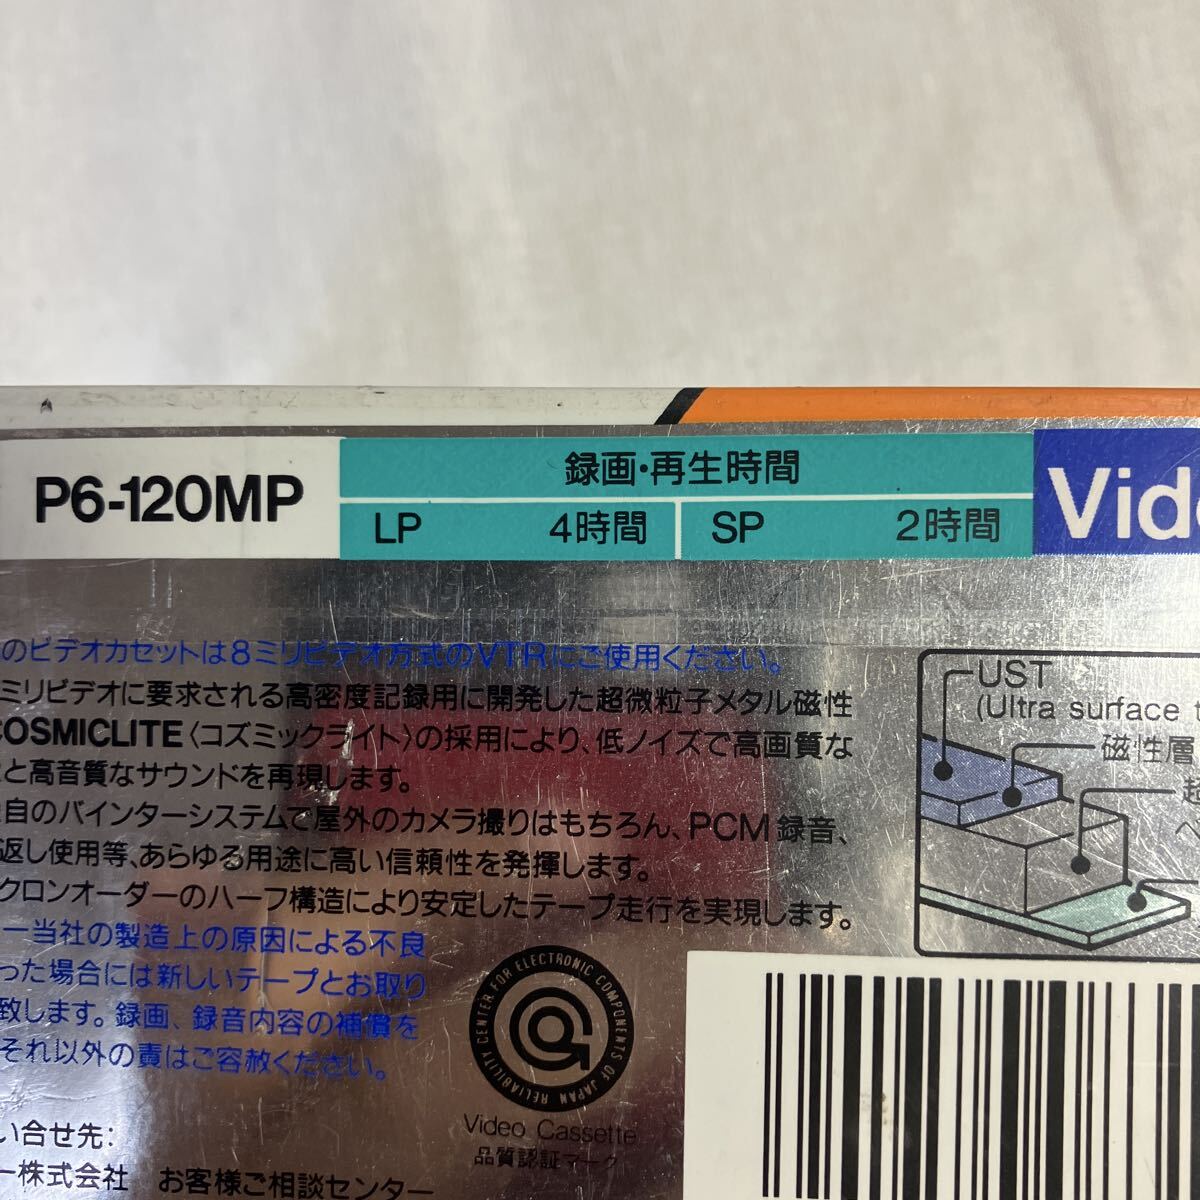 P6-120MP
録画・再生時間
LP 4時間 SP 2時間
Vid
のビデオカセットは8ミリビデオ方式のVTRにご使用ください。
ミリビデオに要求される高密度記録用に開発した超微粒子メタル磁性
COSMICLITE〈コズミックライト〉の採用により、低ノイズで高画質な
と高音質なサウンドを再現します。
自のバインターシステムで屋外のカメラ撮りはもちろん、PCM録音、
返し使用等、あらゆる用途に高い信頼性を発揮します。
クロンオーダーのハーフ構造により安定したテープ走行を実現します。
ー当社の製造上の原因による不良
った場合には新しいテープとお取り
致します。録画、録音内容の補償を
それ以外の責はご容赦ください。
い合せ先:
ー株式会社 お客様ご相談センター
RELIABILITY CENTER FOR ELECTRONIC COMPONENTS OF JAPAN
Video Cassette
品質認証マーク
UST
(Ultra surface
磁性層
超
ベ